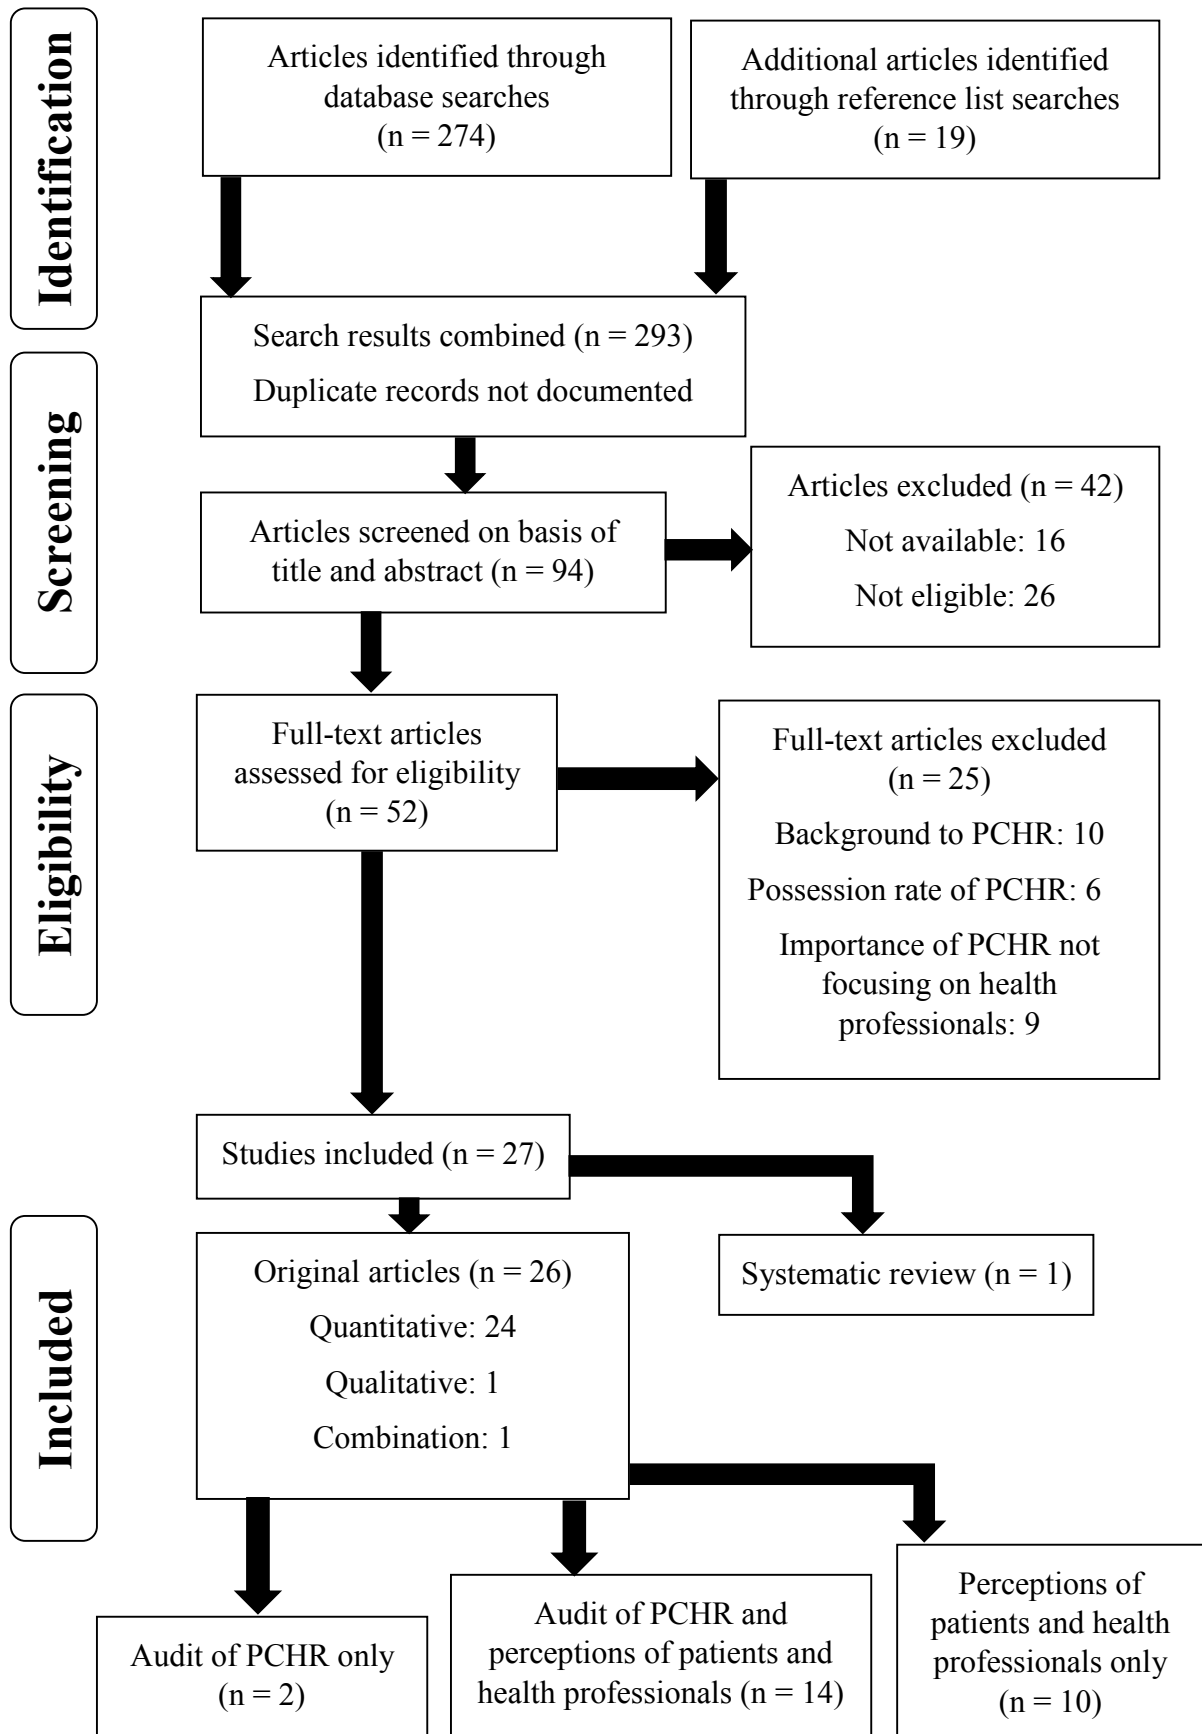 Identification
Articles identified through
database searches
(n = 274)
Additional articles identified
through reference list searches
(n = 19)
Search results combined (n = 293)
Duplicate records not documented
Screening
Articles screened on basis of
title and abstract (n = 94)
Articles excluded (n = 42)
Not available: 16
Not eligible: 26
Eligibility
Full-text articles
assessed for eligibility
(n = 52)
Full-text articles excluded
(n = 25)
Background to PCHR: 10
Possession rate of PCHR: 6
Importance of PCHR not
focusing on health
professionals: 9
Studies included (n = 27)
Included
Original articles (n = 26)
Quantitative: 24
Qualitative: 1
Combination: 1
Systematic review (n = 1)
Audit of PCHR only
(n = 2)
Audit of PCHR and
perceptions of patients and
health professionals (n = 14)
Perceptions of
patients and health
professionals only
(n = 10)